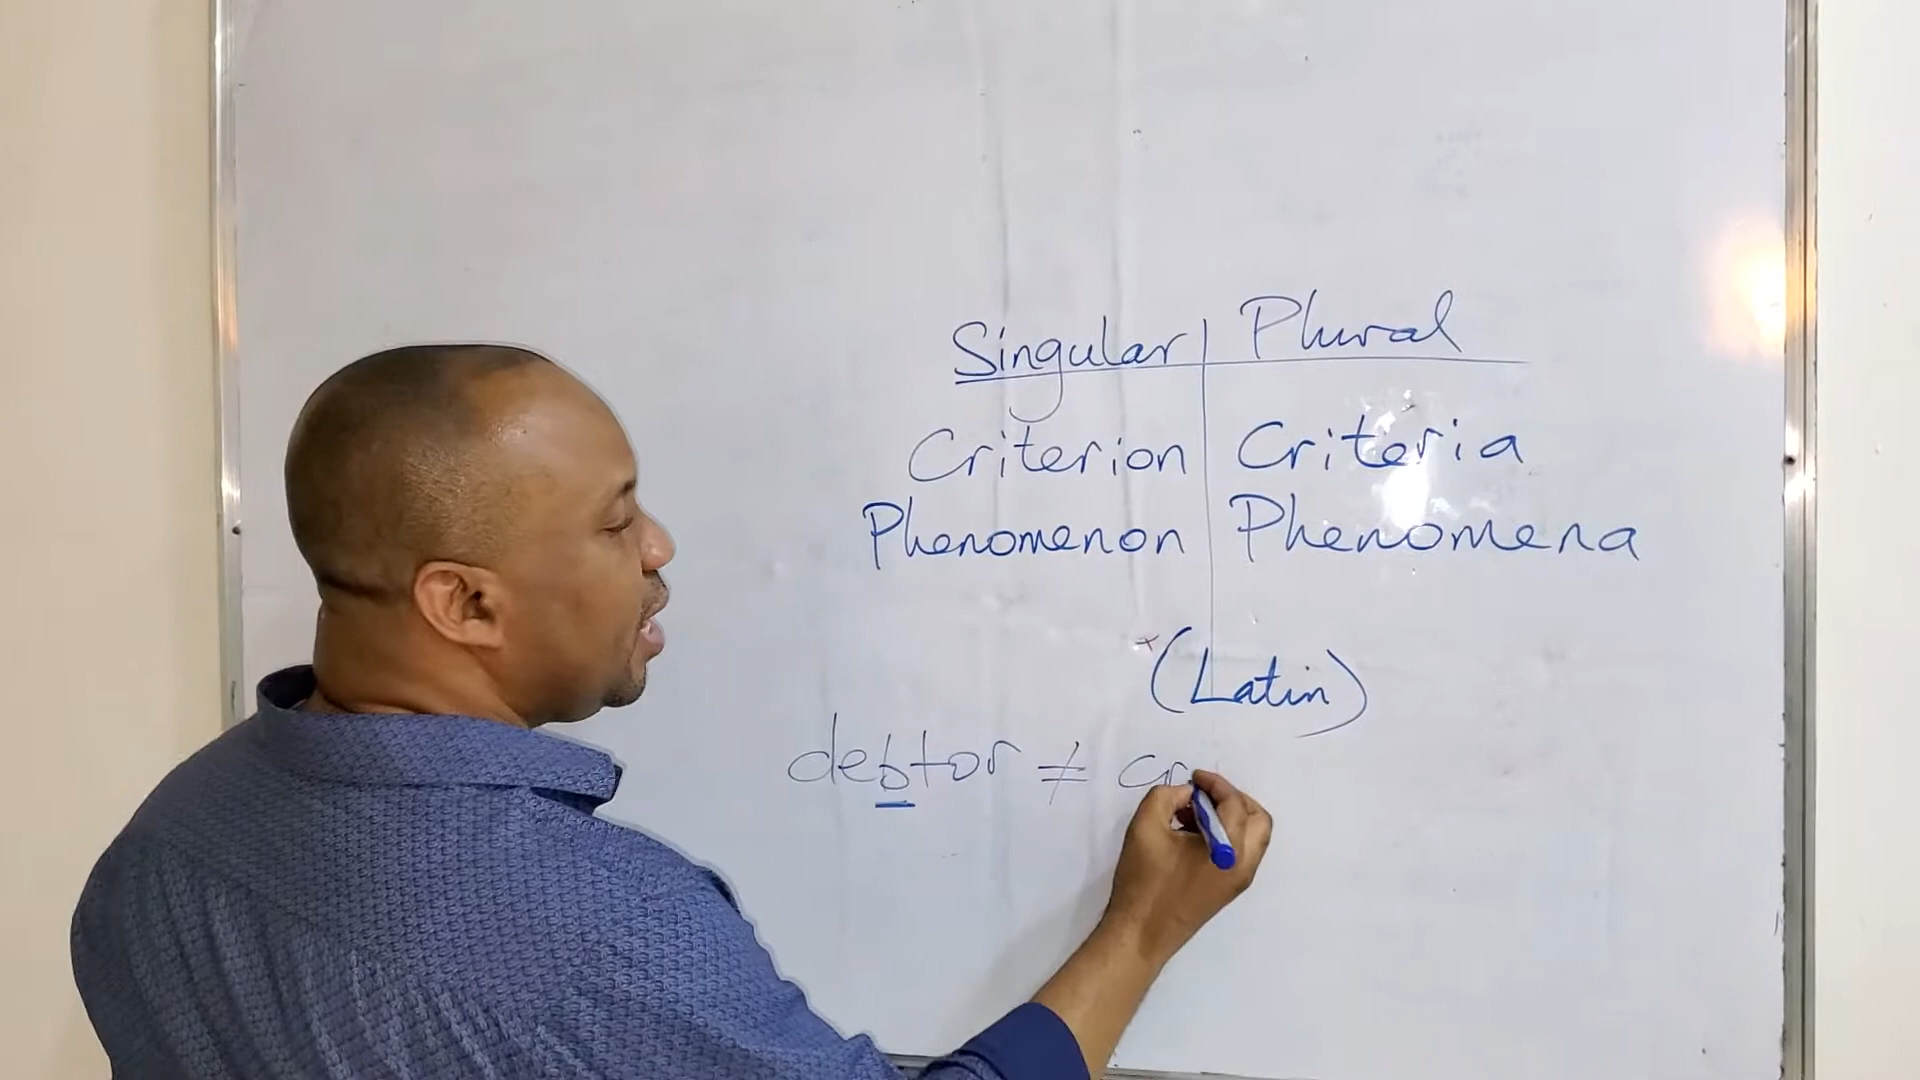 Singular Plural
Criterion Criteria
Phenomenon Phenomena
(Latin)
debtor ≠ cr